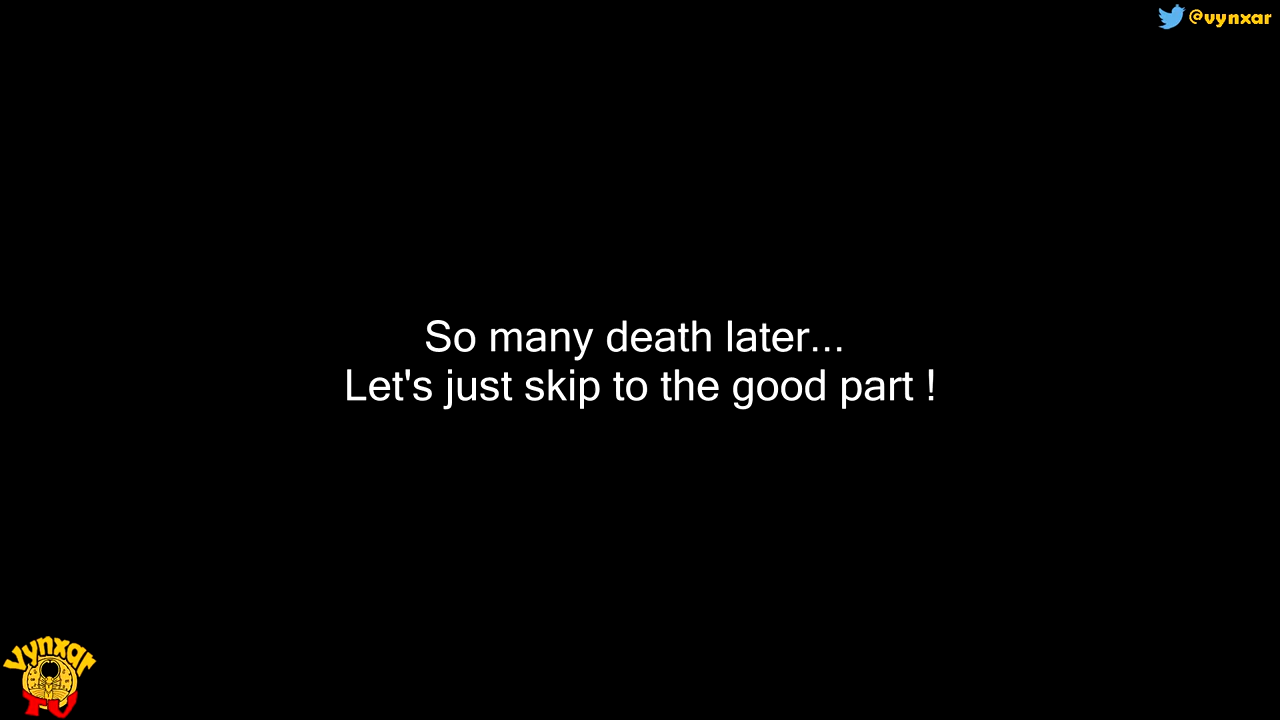 @vynxar
So many death later...
Let's just skip to the good part !
Vynxar